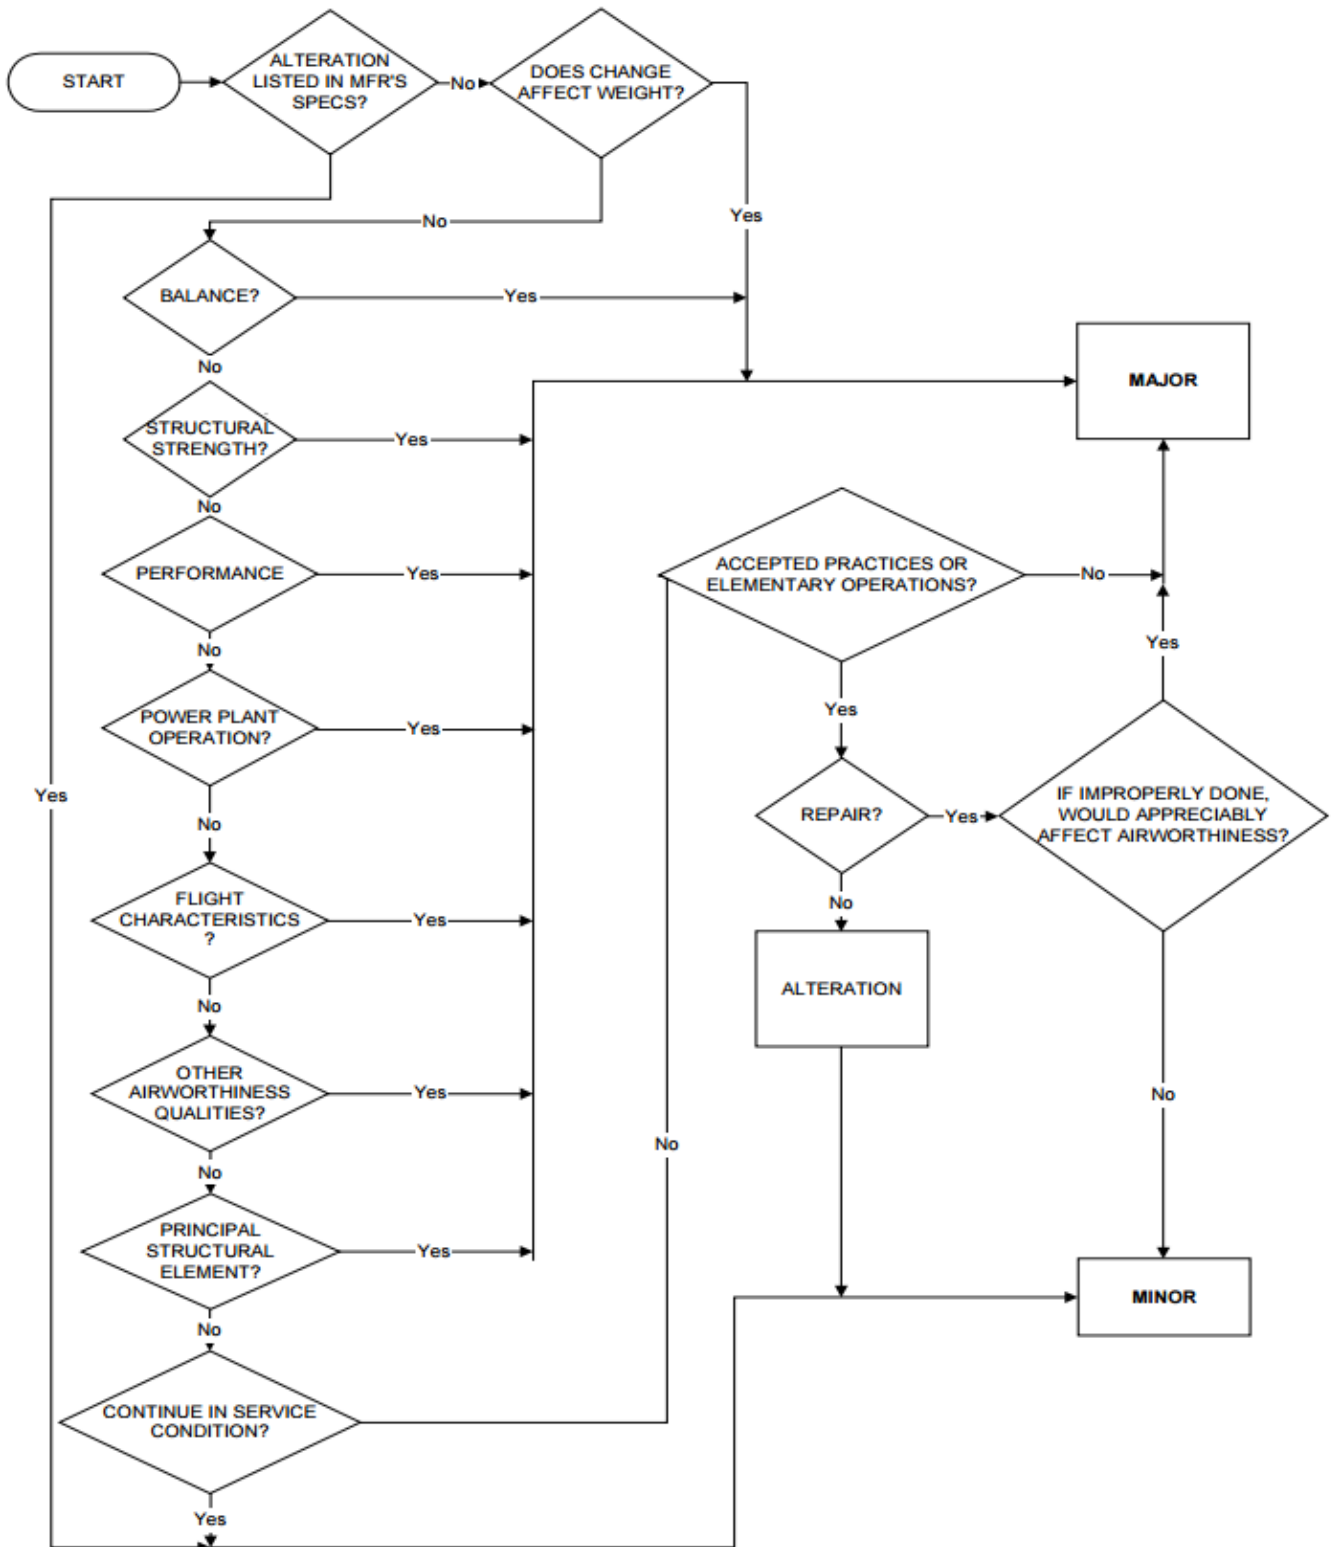 START
ALTERATION
LISTED IN MFR'S
SPECS?
No
DOES CHANGE
AFFECT WEIGHT?
No
Yes
BALANCE?
Yes
No
MAJOR
STRUCTURAL
STRENGTH?
Yes
No
PERFORMANCE
Yes
ACCEPTED PRACTICES OR
ELEMENTARY OPERATIONS?
No
No
Yes
POWER PLANT
OPERATION?
Yes
Yes
Yes
No
REPAIR?
Yes
IF IMPROPERLY DONE,
WOULD APPRECIABLY
AFFECT AIRWORTHINESS?
FLIGHT
CHARACTERISTICS
?
Yes
No
No
ALTERATION
OTHER
AIRWORTHINESS
QUALITIES?
Yes
No
No
No
PRINCIPAL
STRUCTURAL
ELEMENT?
Yes
MINOR
No
CONTINUE IN SERVICE
CONDITION?
Yes